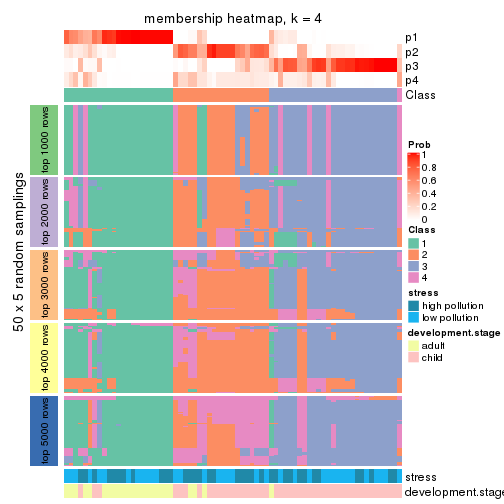 membership heatmap, k = 4
p1
p2
p3
p4
Class
50 x 5 random samplings
top 1000 rows
top 2000 rows
top 3000 rows
top 4000 rows
top 5000 rows
stress
development.stage
Prob
1
0.8
0.6
0.4
0.2
0
Class
1
2
3
4
stress
high pollution
low pollution
development.stage
adult
child